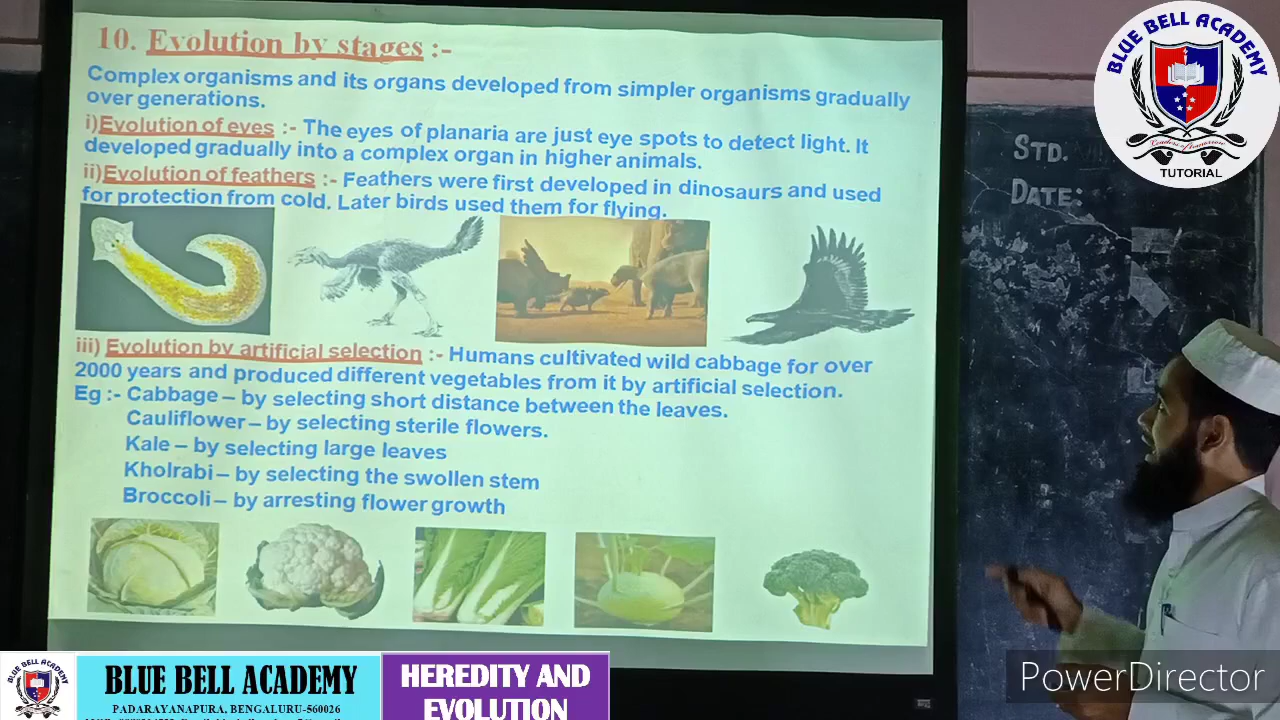 10. Evolution by stages :-
Complex organisms and its organs developed from simpler organisms gradually
over generations.
i)Evolution of eyes :- The eyes of planaria are just eye spots to detect light. It
developed gradually into a complex organ in higher animals.
ii)Evolution of feathers :- Feathers were first developed in dinosaurs and used
for protection from cold. Later birds used them for flying.
iii) Evolution by artificial selection :- Humans cultivated wild cabbage for over
2000 years and produced different vegetables from it by artificial selection.
Eg :- Cabbage – by selecting short distance between the leaves.
Cauliflower – by selecting sterile flowers.
Kale – by selecting large leaves
Kholrabi – by selecting the swollen stem
Broccoli – by arresting flower growth
BLUE BELL ACADEMY
Leaders of tomorrow
TUTORIAL
STD.
DATE:
PowerDirector
BLUE BELL ACADEMY
BLUE BELL ACADEMY
PADARAYANAPURA, BENGALURU-560026
HEREDITY AND
EVOLUTION